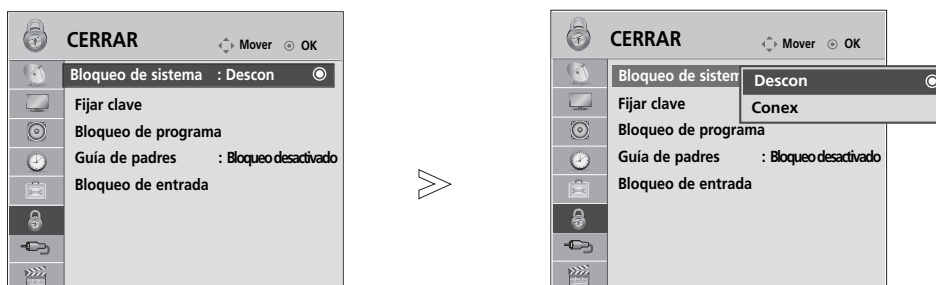 CERRAR
Mover OK
Bloqueo de sistema : Descon
Fijar clave
Bloqueo de programa
Guía de padres : Bloqueo desactivado
Bloqueo de entrada
CERRAR
Mover OK
Bloqueo de sistem
Descon
Fijar clave
Conex
Bloqueo de programa
Guía de padres : Bloqueo desactivado
Bloqueo de entrada